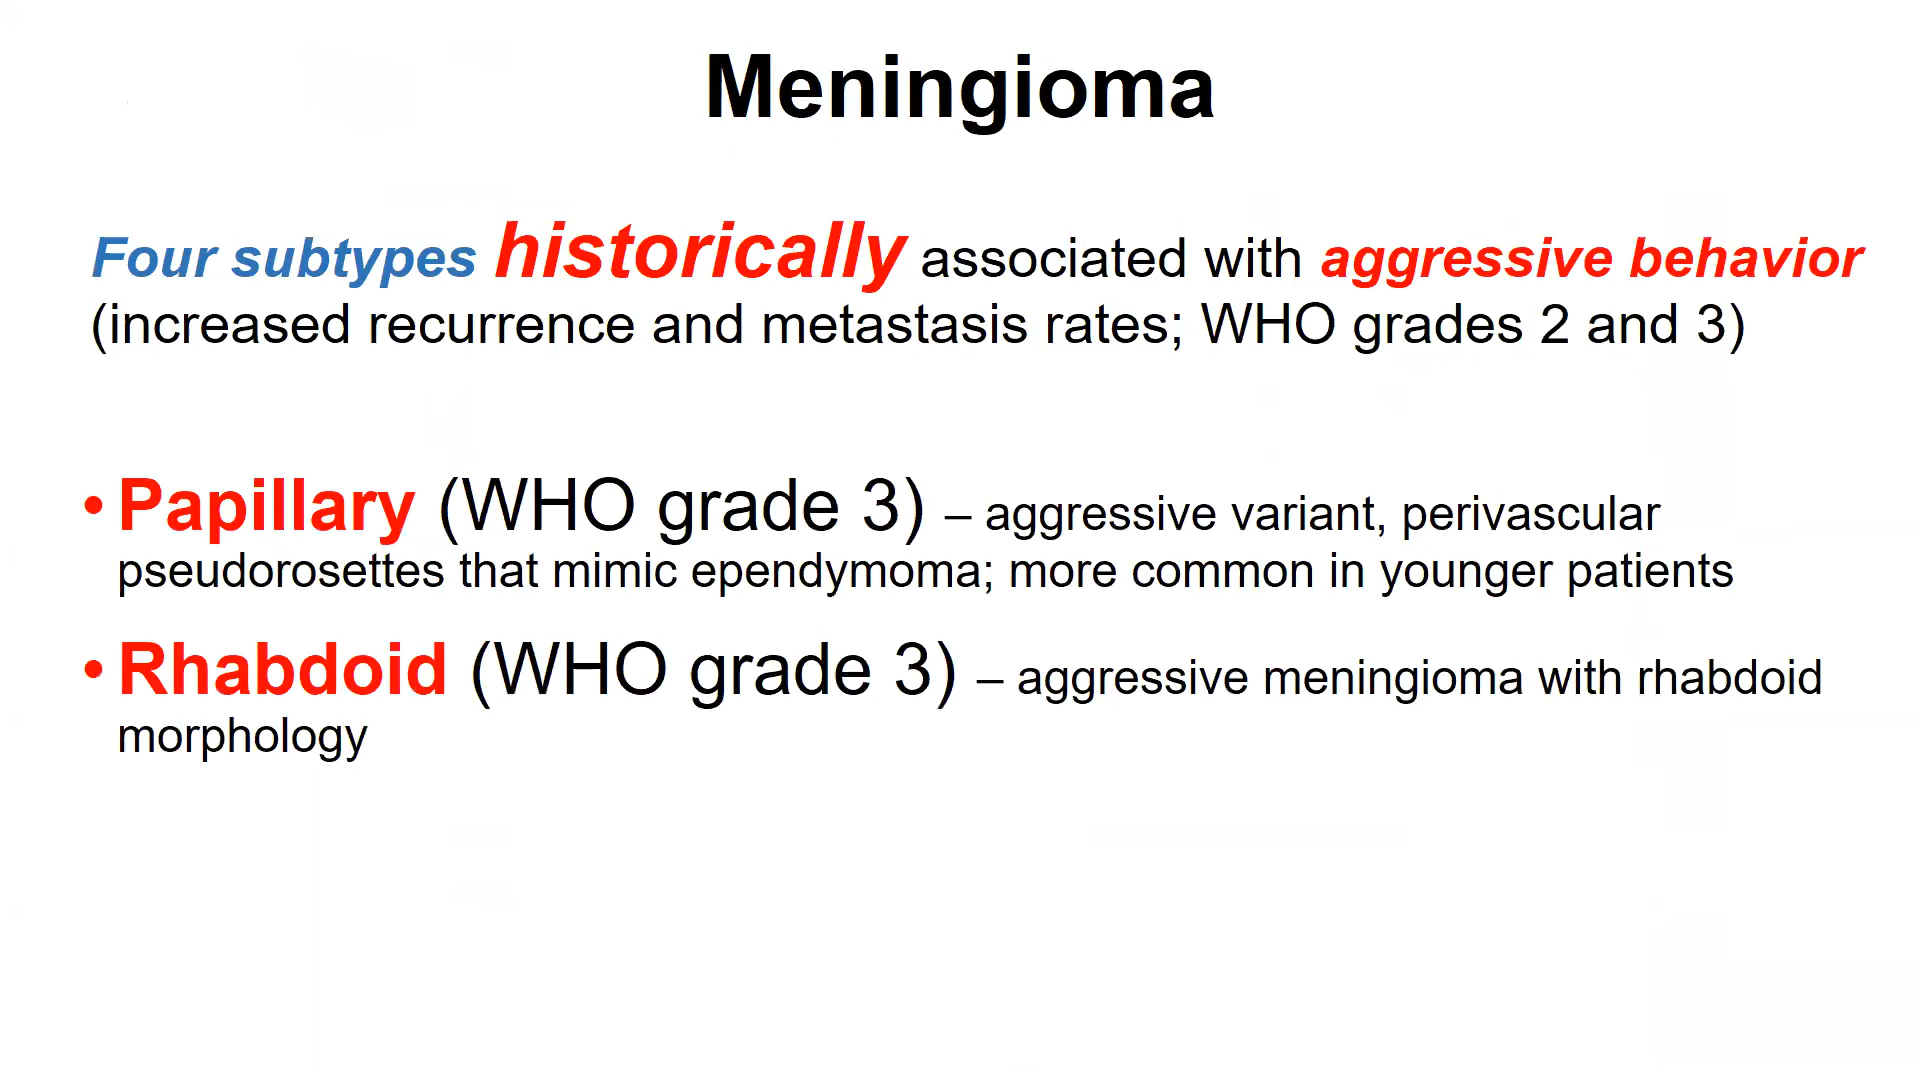 Meningioma
Four subtypes historically associated with aggressive behavior
(increased recurrence and metastasis rates; WHO grades 2 and 3)
• Papillary (WHO grade 3) – aggressive variant, perivascular
pseudorosettes that mimic ependymoma; more common in younger patients
• Rhabdoid (WHO grade 3) – aggressive meningioma with rhabdoid
morphology